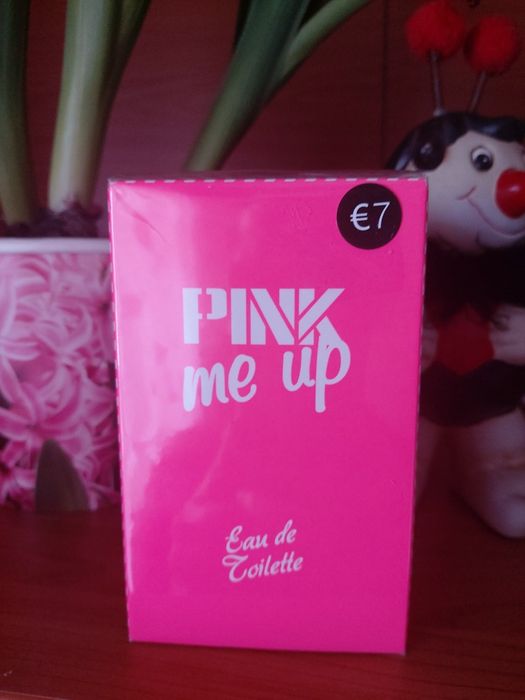 €7
PINK
me up
Eau de
Toilette